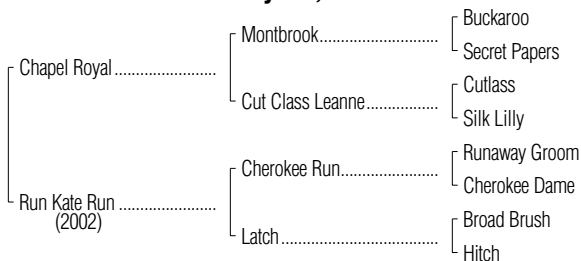 Buckaroo
Montbrook
Secret Papers
Chapel Royal
Cutlass
Cut Class Leanne
Silk Lilly
Runaway Groom
Cherokee Run
Cherokee Dame
Run Kate Run
(2002)
Broad Brush
Latch
Hitch